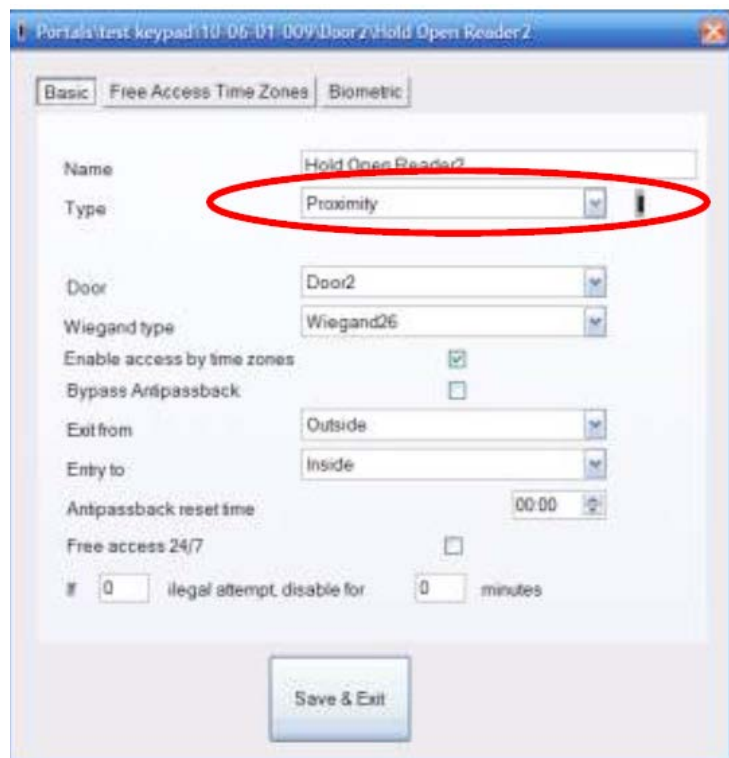 Portals\test keypad\10-06-01-009\Door2\Hold Open Reader2
Basic Free Access Time Zones Biometric
Name Hold Open Reader2
Type Proximity
Door Door2
Wiegand type Wiegand26
Enable access by time zones
Bypass Antipassback
Exit from Outside
Entry to Inside
Antipassback reset time 00:00
Free access 24/7
If 0 ilegal attempt, disable for 0 minutes
Save & Exit